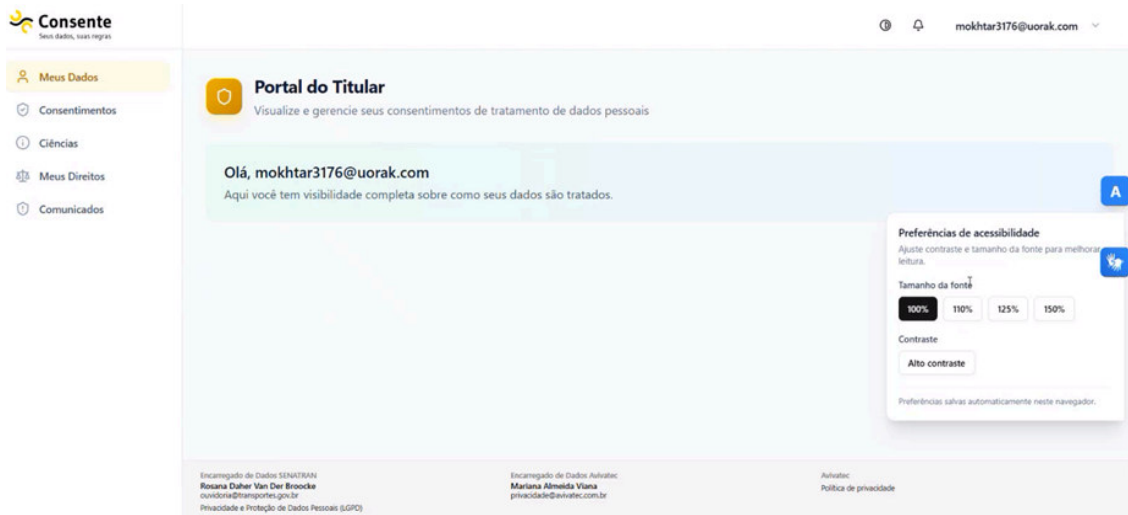 Consente
Seus dados, suas regras
mokhtar3176@uorak.com
Meus Dados
Consentimentos
Ciências
Meus Direitos
Comunicados
Portal do Titular
Visualize e gerencie seus consentimentos de tratamento de dados pessoais
Olá, mokhtar3176@uorak.com
Aqui você tem visibilidade completa sobre como seus dados são tratados.
A
Preferências de acessibilidade
Ajuste contraste e tamanho da fonte para melhorar
leitura.
Tamanho da fonte
100% 110% 125% 150%
Contraste
Alto contraste
Preferências salvas automaticamente neste navegador.
Encarregado de Dados SENATRAN
Rosana Daher Van Der Broocke
ouvidoria@transportes.gov.br
Privacidade e Proteção de Dados Pessoais (LGPD)
Encarregado de Dados Avivatec
Mariana Almeida Viana
privacidade@avivatec.com.br
Avivatec
Política de privacidade